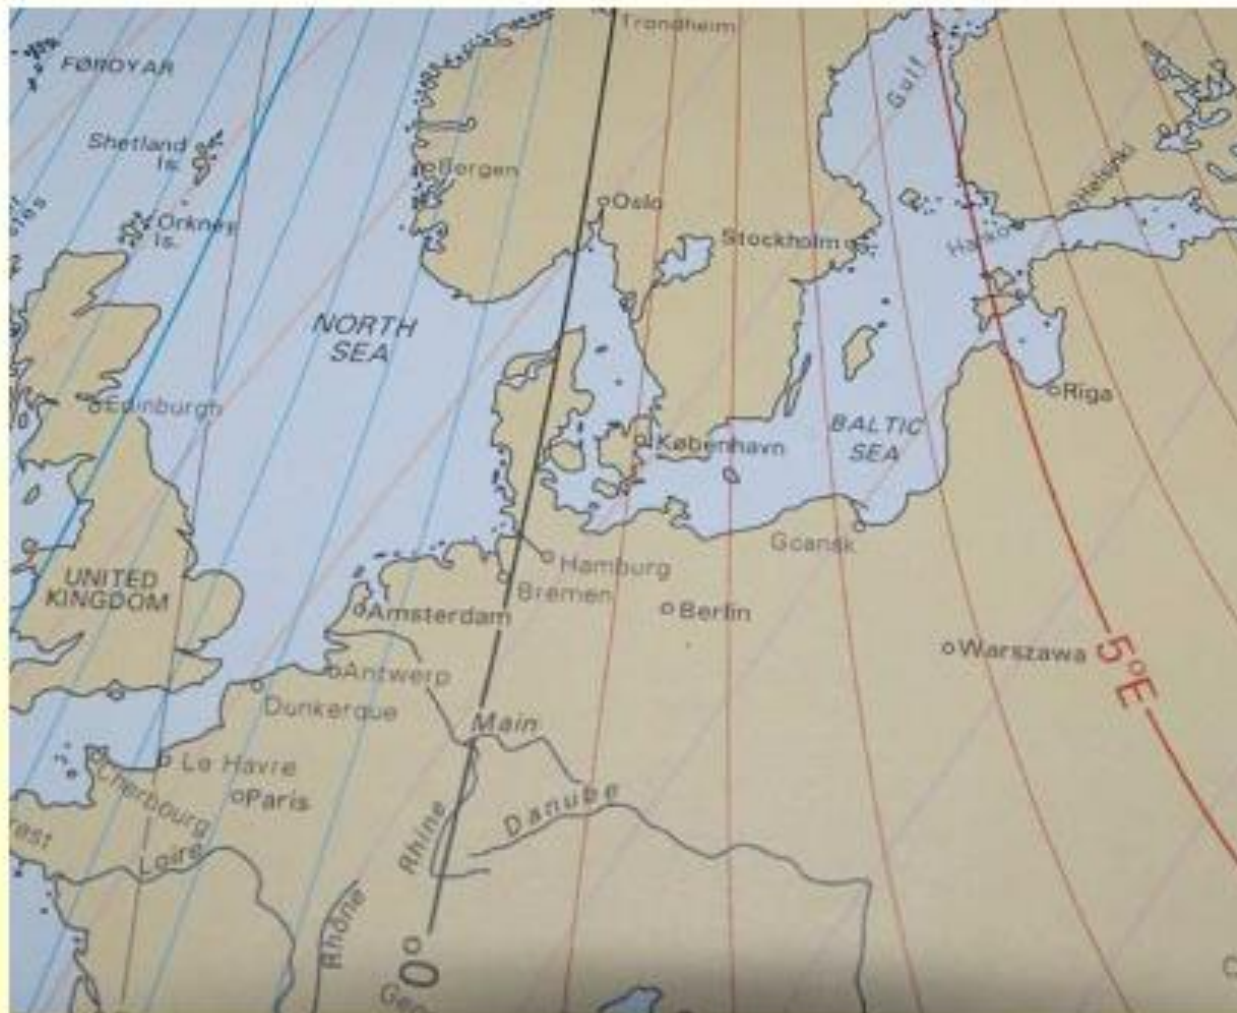 Trondheim
FØROYAR
Gulf
Shetland
Is.
Bergen
Helsinki
Oslo
Orkney
Is.
Stockholm
Hanko
NORTH
SEA
Edinburgh
Riga
København
BALTIC
SEA
Gdansk
Hamburg
UNITED
KINGDOM
Bremen
Amsterdam
Berlin
Warszawa
5°E
Antwerp
Dunkerque
Main
Le Havre
Cherbourg
Paris
Danube
Rhine
Loire
Rhône
0°